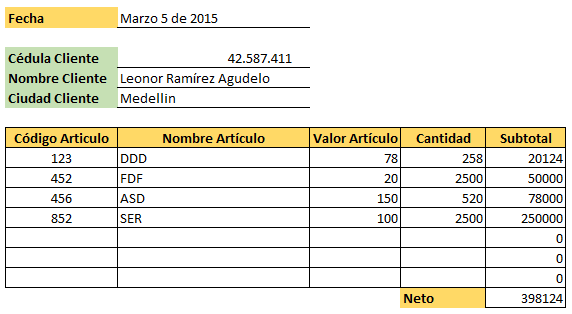 Fecha Marzo 5 de 2015
Cédula Cliente 42.587.411
Nombre Cliente Leonor Ramírez Agudelo
Ciudad Cliente Medellin
Código Articulo Nombre Artículo Valor Artículo Cantidad Subtotal
123 DDD 78 258 20124
452 FDF 20 2500 50000
456 ASD 150 520 78000
852 SER 100 2500 250000
0
0
0
Neto 398124